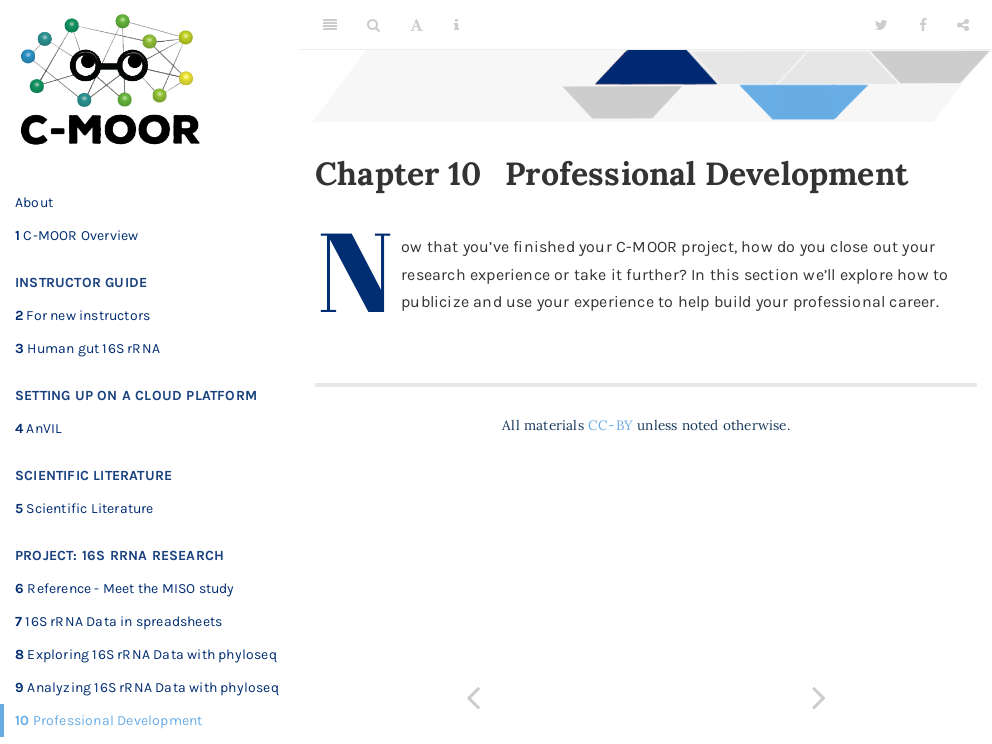 C-MOOR
About
1 C-MOOR Overview
INSTRUCTOR GUIDE
2 For new instructors
3 Human gut 16S rRNA
SETTING UP ON A CLOUD PLATFORM
4 AnVIL
SCIENTIFIC LITERATURE
5 Scientific Literature
PROJECT: 16S RRNA RESEARCH
6 Reference - Meet the MISO study
7 16S rRNA Data in spreadsheets
8 Exploring 16S rRNA Data with phyloseq
9 Analyzing 16S rRNA Data with phyloseq
10 Professional Development
A
Chapter 10 Professional Development
Now that you’ve finished your C-MOOR project, how do you close out your
research experience or take it further? In this section we’ll explore how to
publicize and use your experience to help build your professional career.
All materials CC-BY unless noted otherwise.